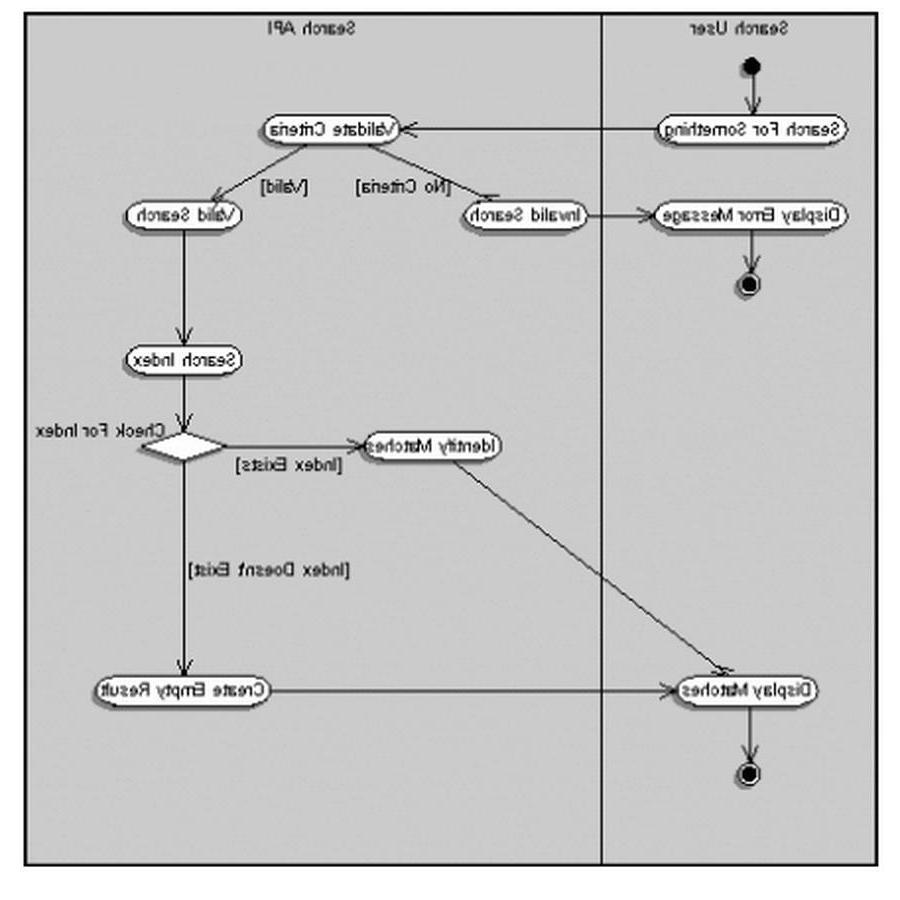 Search User
Search API
Search For Something
Validate Criteria
[No Criteria]
[Valid]
Display Error Message
Invalid Search
Valid Search
Search Index
Check For Index
Identify Matches
[Index Exists]
[Index Doesn't Exist]
Display Matches
Create Empty Result